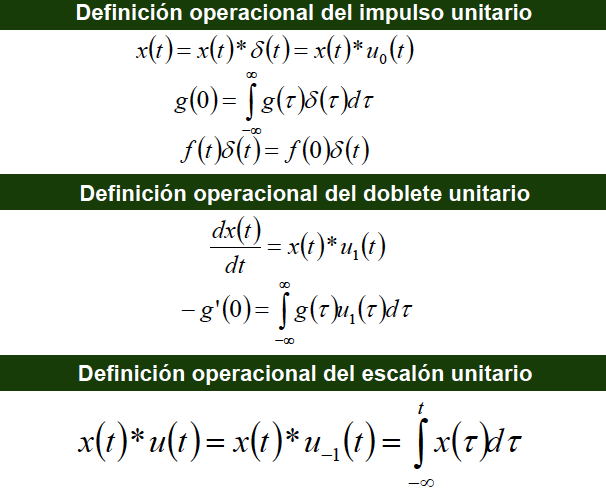 Definición operacional del impulso unitario
x(t) = x(t) * δ(t) = x(t) * u₀(t)
g(0) = ∫_{-∞}^{∞} g(τ)δ(τ)dτ
f(t)δ(t) = f(0)δ(t)
Definición operacional del doblete unitario
dx(t)/dt = x(t) * u₁(t)
− g'(0) = ∫_{-∞}^{∞} g(τ)u₁(τ)dτ
Definición operacional del escalón unitario
x(t) * u(t) = x(t) * u₋₁(t) = ∫_{-∞}^{t} x(τ)dτ